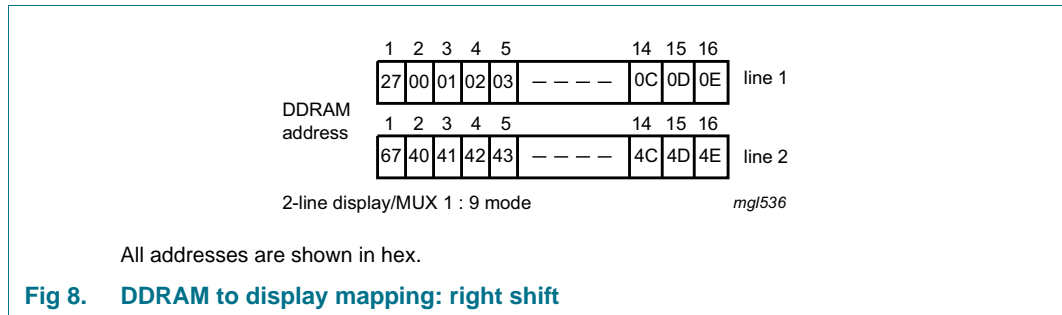 1 2 3 4 5 14 15 16
27 00 01 02 03 – – – – 0C 0D 0E line 1
DDRAM
address
1 2 3 4 5 14 15 16
67 40 41 42 43 – – – – 4C 4D 4E line 2
2-line display/MUX 1 : 9 mode mgl536
All addresses are shown in hex.
Fig 8. DDRAM to display mapping: right shift